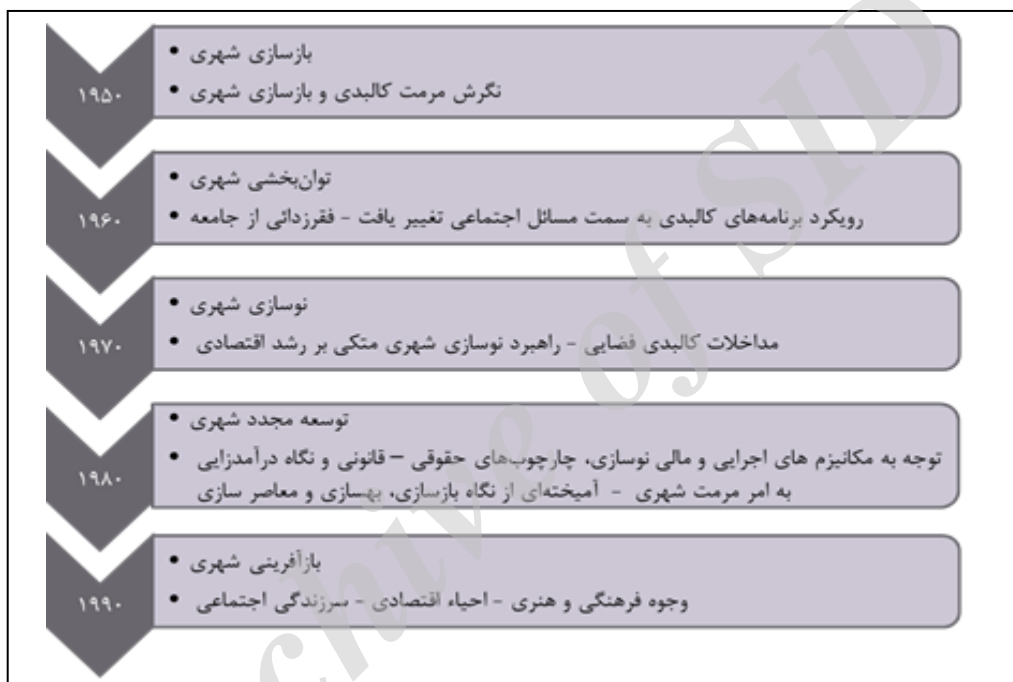 ۱۹۵۰
بازسازی شهری
نگرش مرمت کالبدی و بازسازی شهری
۱۹۶۰
توان‌بخشی شهری
رویکرد برنامه‌های کالبدی به سمت مسائل اجتماعی تغییر یافت - فقرزدائی از جامعه
۱۹۷۰
نوسازی شهری
مداخلات کالبدی فضایی - راهبرد نوسازی شهری متکی بر رشد اقتصادی
۱۹۸۰
توسعه مجدد شهری
توجه به مکانیزم های اجرایی و مالی نوسازی، چارچوب‌های حقوقی – قانونی و نگاه درآمدزایی
به امر مرمت شهری - آمیخته‌ای از نگاه بازسازی، بهسازی و معاصر سازی
۱۹۹۰
بازآفرینی شهری
وجوه فرهنگی و هنری - احیاء اقتصادی - سرزندگی اجتماعی
chive of SID